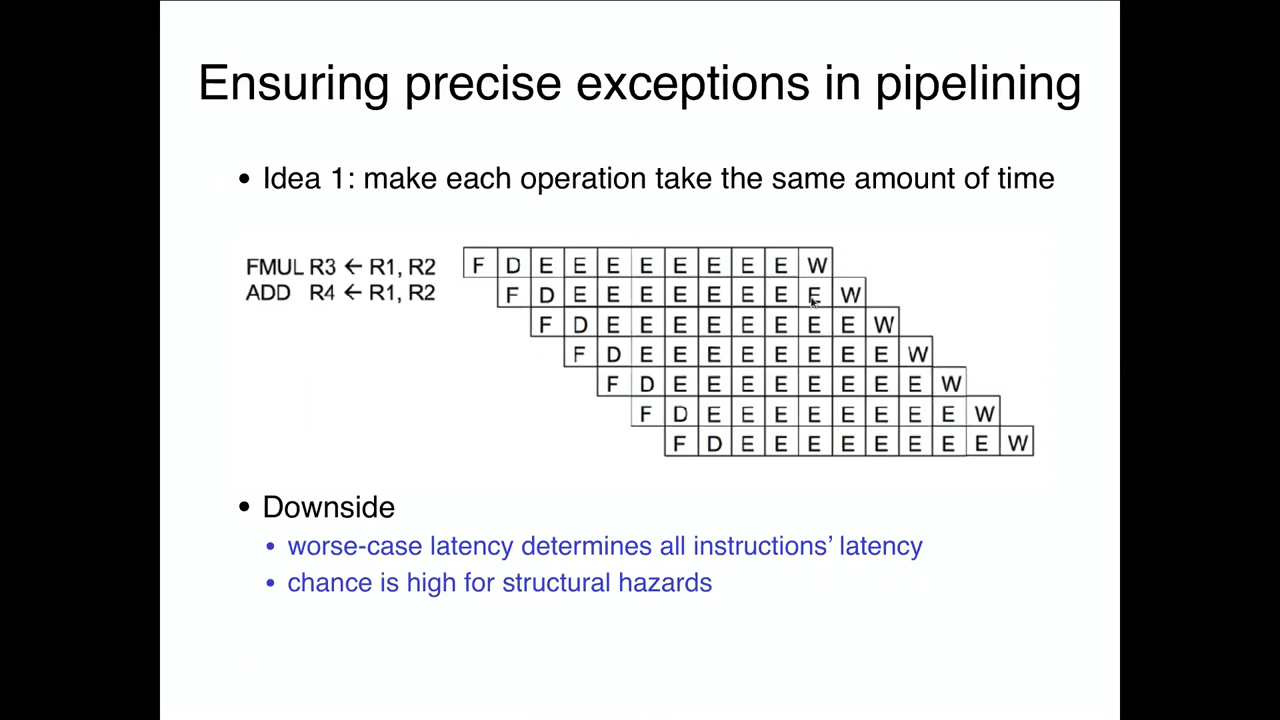 Ensuring precise exceptions in pipelining
• Idea 1: make each operation take the same amount of time
FMUL R3 ← R1, R2 F D E E E E E E E E W
ADD R4 ← R1, R2 F D E E E E E E E E W
F D E E E E E E E E W
F D E E E E E E E E W
F D E E E E E E E E W
F D E E E E E E E E W
F D E E E E E E E E W
• Downside
• worse-case latency determines all instructions’ latency
• chance is high for structural hazards